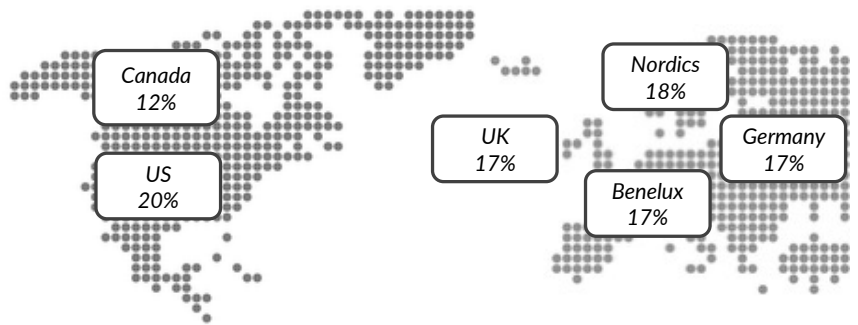 Canada
12%
US
20%
UK
17%
Nordics
18%
Germany
17%
Benelux
17%